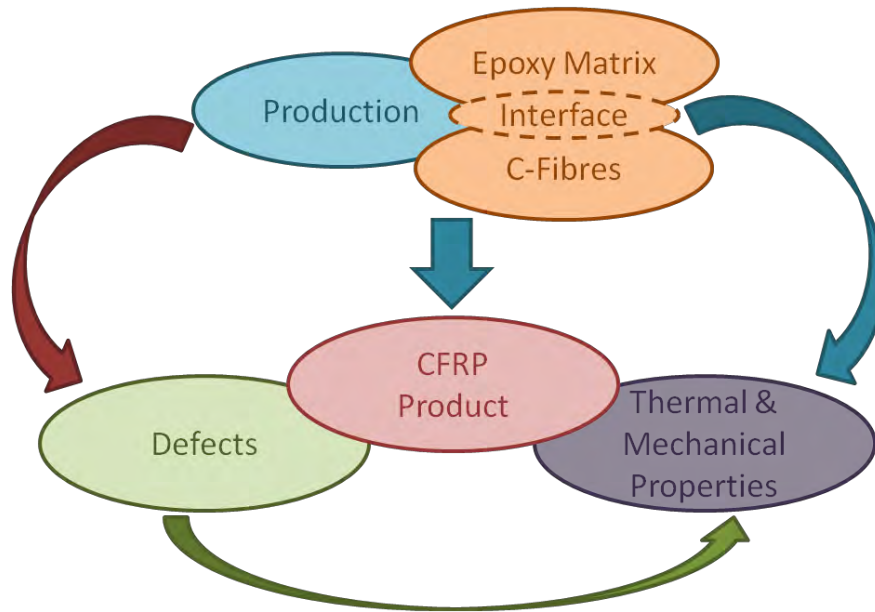 Epoxy Matrix
Production
Interface
C-Fibres
CFRP
Product
Defects
Thermal &
Mechanical
Properties